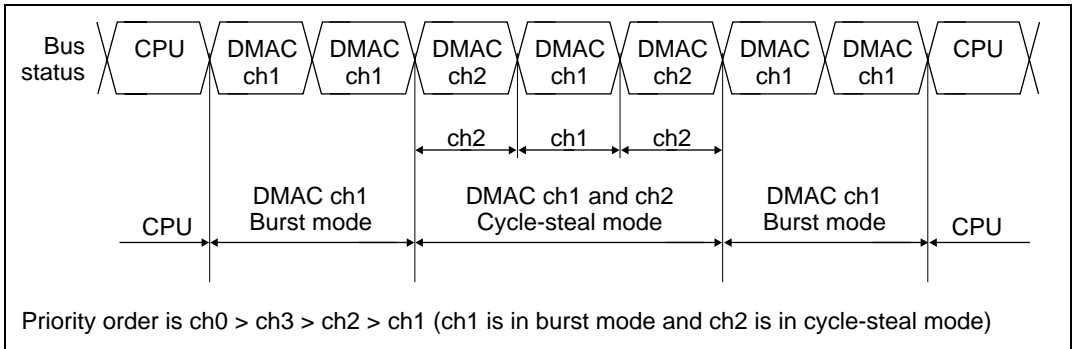 Bus status
CPU
DMAC ch1
DMAC ch1
DMAC ch2
DMAC ch1
DMAC ch2
DMAC ch1
DMAC ch1
CPU
ch2
ch1
ch2
CPU
DMAC ch1
Burst mode
DMAC ch1 and ch2
Cycle-steal mode
DMAC ch1
Burst mode
CPU
Priority order is ch0 > ch3 > ch2 > ch1 (ch1 is in burst mode and ch2 is in cycle-steal mode)